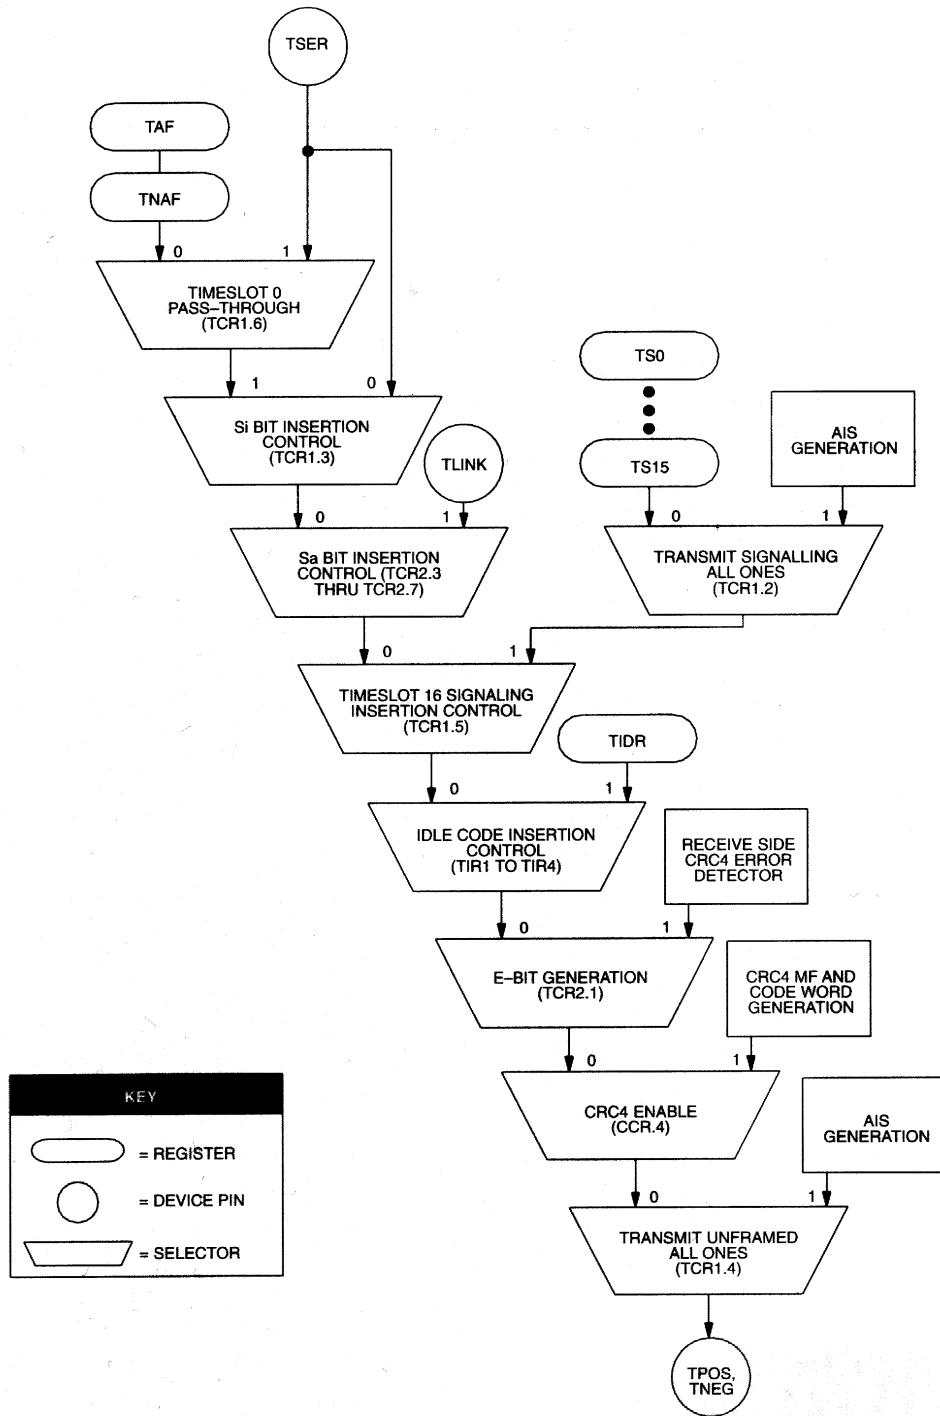 TSER
TAF
TNAF
0 1
TIMESLOT 0
PASS–THROUGH
(TCR1.6)
1 0
Si BIT INSERTION
CONTROL
(TCR1.3)
TLINK
TS0
TS15
AIS
GENERATION
0 1
Sa BIT INSERTION
CONTROL (TCR2.3
THRU TCR2.7)
0 1
TRANSMIT SIGNALLING
ALL ONES
(TCR1.2)
0 1
TIMESLOT 16 SIGNALING
INSERTION CONTROL
(TCR1.5)
TIDR
0 1
IDLE CODE INSERTION
CONTROL
(TIR1 TO TIR4)
RECEIVE SIDE
CRC4 ERROR
DETECTOR
0 1
E–BIT GENERATION
(TCR2.1)
CRC4 MF AND
CODE WORD
GENERATION
0 1
CRC4 ENABLE
(CCR.4)
AIS
GENERATION
0 1
TRANSMIT UNFRAMED
ALL ONES
(TCR1.4)
TPOS,
TNEG
KEY
= REGISTER
= DEVICE PIN
= SELECTOR